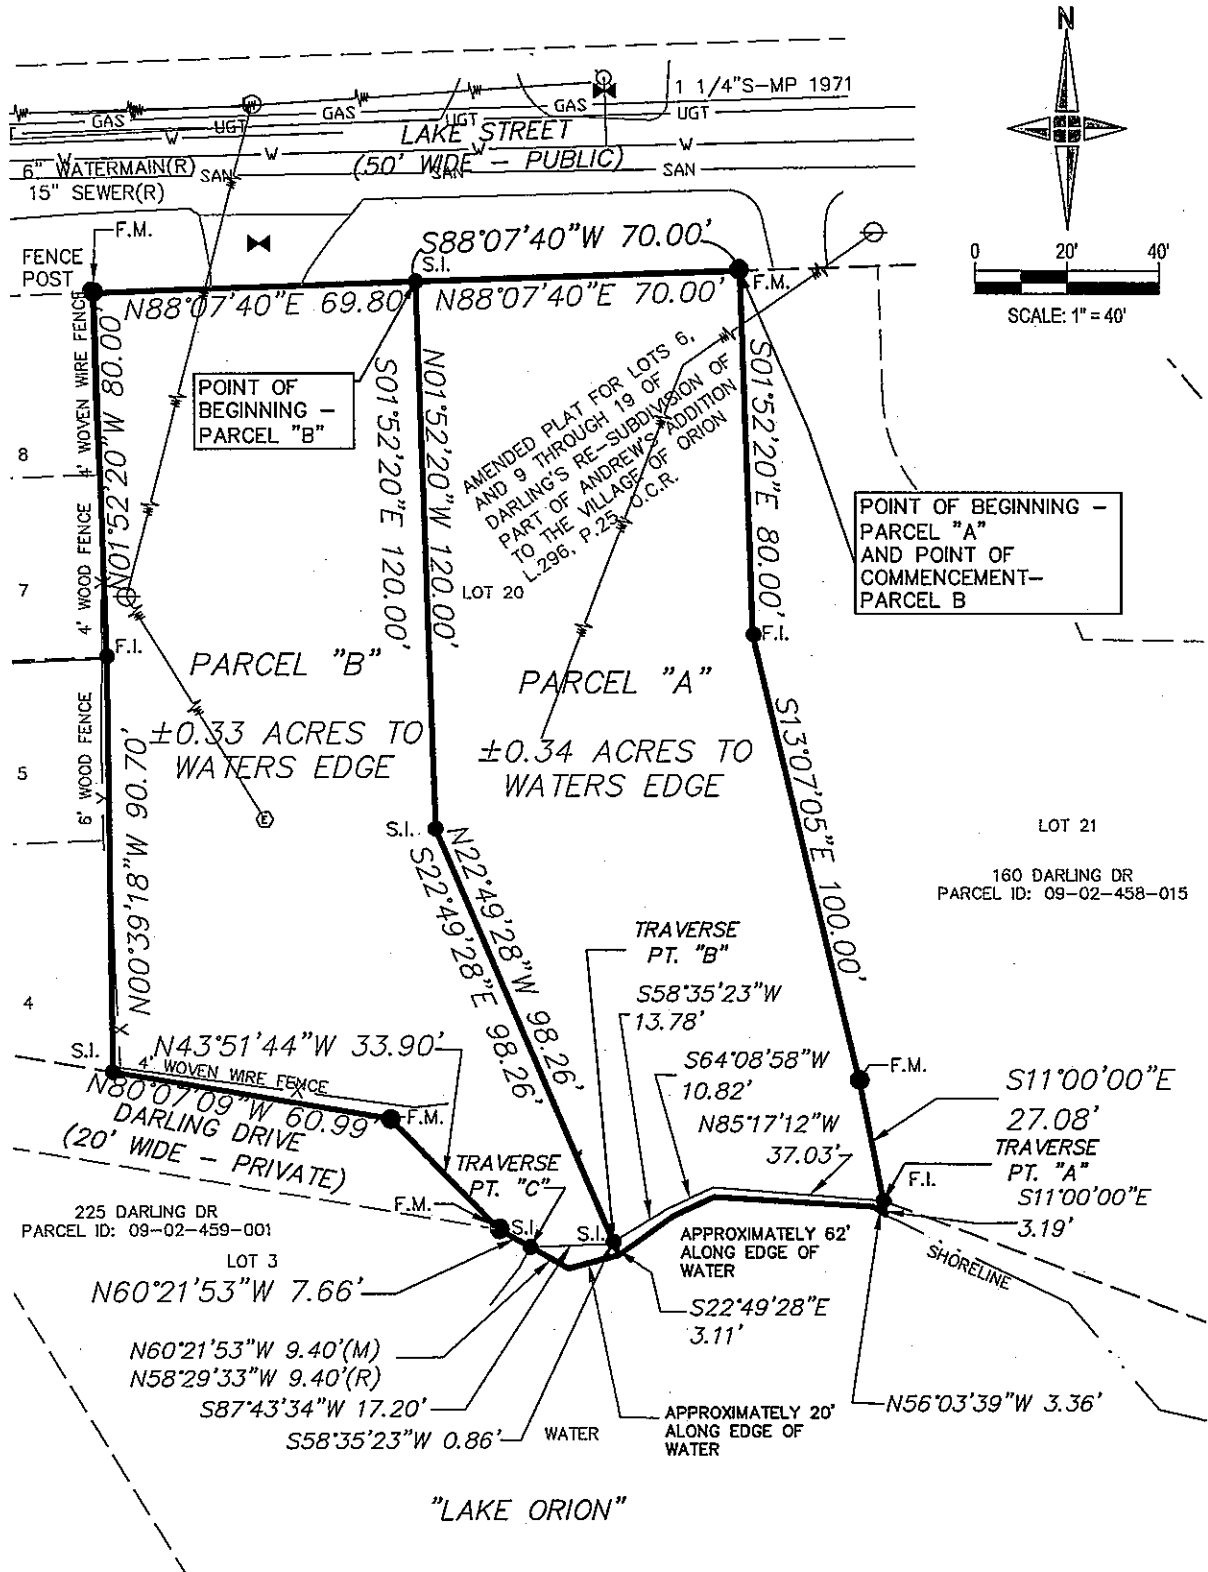 N
1 1/4"S-MP 1971
GAS
GAS
GAS
UGT
UGT
UGT
LAKE STREET
(50' WIDE - PUBLIC)
W
W
W
W
W
6" WATERMAIN(R)
SAN
SAN
SAN
15" SEWER(R)
0 20' 40'
SCALE: 1" = 40'
F.M.
FENCE
POST
S88°07'40"W 70.00'
S.I.
F.M.
N88°07'40"E 69.80'
N88°07'40"E 70.00'
4' WOVEN WIRE FENCE
N01°52'20"W 80.00'
POINT OF
BEGINNING -
PARCEL "B"
S01°52'20"E 120.00'
N01°52'20"W 120.00'
AMENDED PLAT FOR LOTS 6,
AND 9 THROUGH 19 OF
DARLING'S RE-SUBDIVISION OF
PART OF ANDREW'S ADDITION
TO THE VILLAGE OF ORION
L.296, P.25, O.C.R.
S01°52'20"E 80.00'
POINT OF BEGINNING -
PARCEL "A"
AND POINT OF
COMMENCEMENT-
PARCEL B
8
7
4' WOOD FENCE
LOT 20
F.I.
F.I.
PARCEL "B"
±0.33 ACRES TO
WATERS EDGE
PARCEL "A"
±0.34 ACRES TO
WATERS EDGE
5
6' WOOD FENCE
E
N00°39'18"W 90.70'
S.I.
S13°07'05"E 100.00'
LOT 21
160 DARLING DR
PARCEL ID: 09-02-458-015
N22°49'28"W 98.26'
S22°49'28"E 98.26'
TRAVERSE
PT. "B"
S58°35'23"W
13.78'
4
S.I.
N43°51'44"W 33.90'
4' WOVEN WIRE FENCE
N80°07'09"W 60.99'
F.M.
DARLING DRIVE
(20' WIDE - PRIVATE)
S64°08'58"W
10.82'
N85°17'12"W
37.03'
F.M.
S11°00'00"E
27.08'
TRAVERSE
PT. "A"
F.I.
S11°00'00"E
3.19'
TRAVERSE
PT. "C"
F.M.
S.I.
S.I.
225 DARLING DR
PARCEL ID: 09-02-459-001
LOT 3
N60°21'53"W 7.66'
APPROXIMATELY 62'
ALONG EDGE OF
WATER
SHORELINE
S22°49'28"E
3.11'
N60°21'53"W 9.40'(M)
N58°29'33"W 9.40'(R)
S87°43'34"W 17.20'
S58°35'23"W 0.86'
WATER
APPROXIMATELY 20'
ALONG EDGE OF
WATER
N56°03'39"W 3.36'
"LAKE ORION"